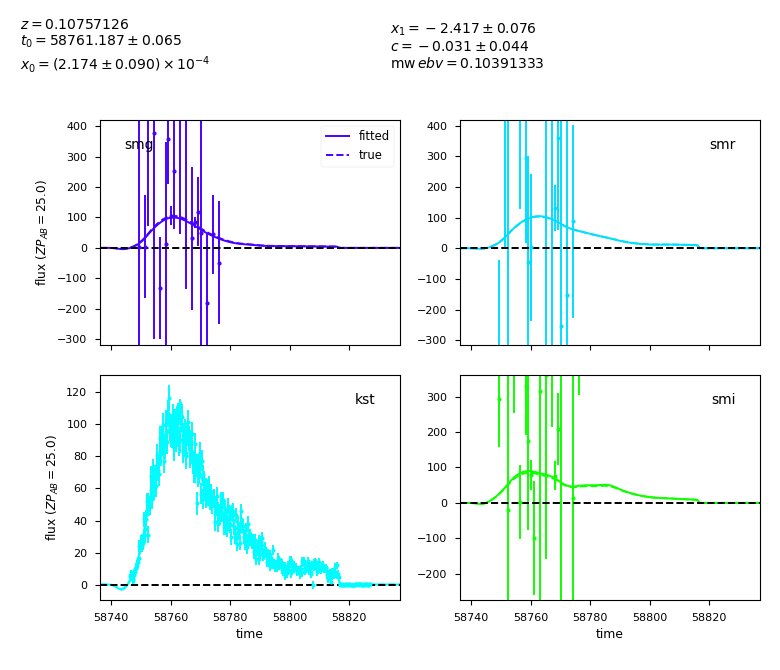 z = 0.10757126
t₀ = 58761.187 ± 0.065
x₀ = (2.174 ± 0.090) × 10⁻⁴
x₁ = −2.417 ± 0.076
c = −0.031 ± 0.044
mw ebv = 0.10391333
400
300
200
100
0
−100
−200
−300
flux (ZP_AB = 25.0)
smg
fitted
true
400
300
200
100
0
−100
−200
−300
smr
120
100
80
60
40
20
0
flux (ZP_AB = 25.0)
kst
58740 58760 58780 58800 58820
time
300
200
100
0
−100
−200
smi
58740 58760 58780 58800 58820
time